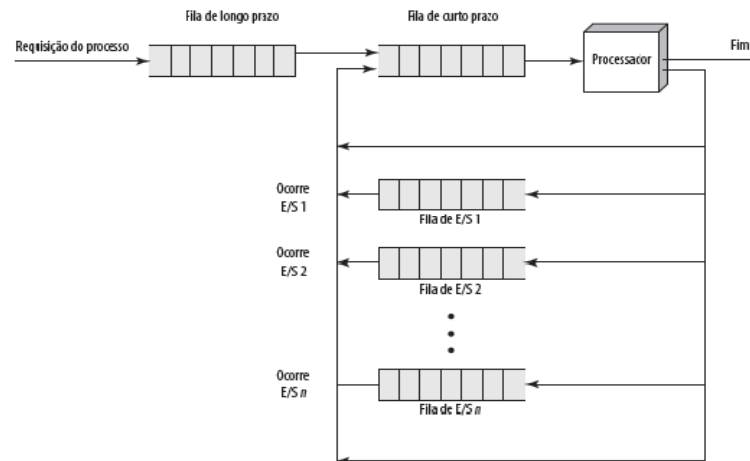 Fila de longo prazo
Fila de curto prazo
Requisição do processo
Processador
Fim
Ocorre
E/S 1
Fila de E/S 1
Ocorre
E/S 2
Fila de E/S 2
Ocorre
E/S n
Fila de E/S n